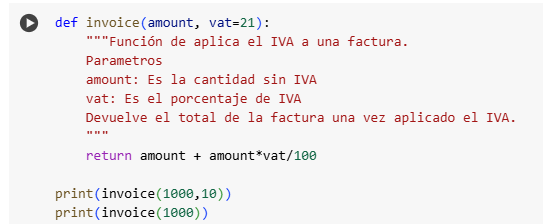 def invoice(amount, vat=21):
    """Función de aplica el IVA a una factura.
    Parametros
    amount: Es la cantidad sin IVA
    vat: Es el porcentaje de IVA
    Devuelve el total de la factura una vez aplicado el IVA.
    """
    return amount + amount*vat/100

print(invoice(1000,10))
print(invoice(1000))